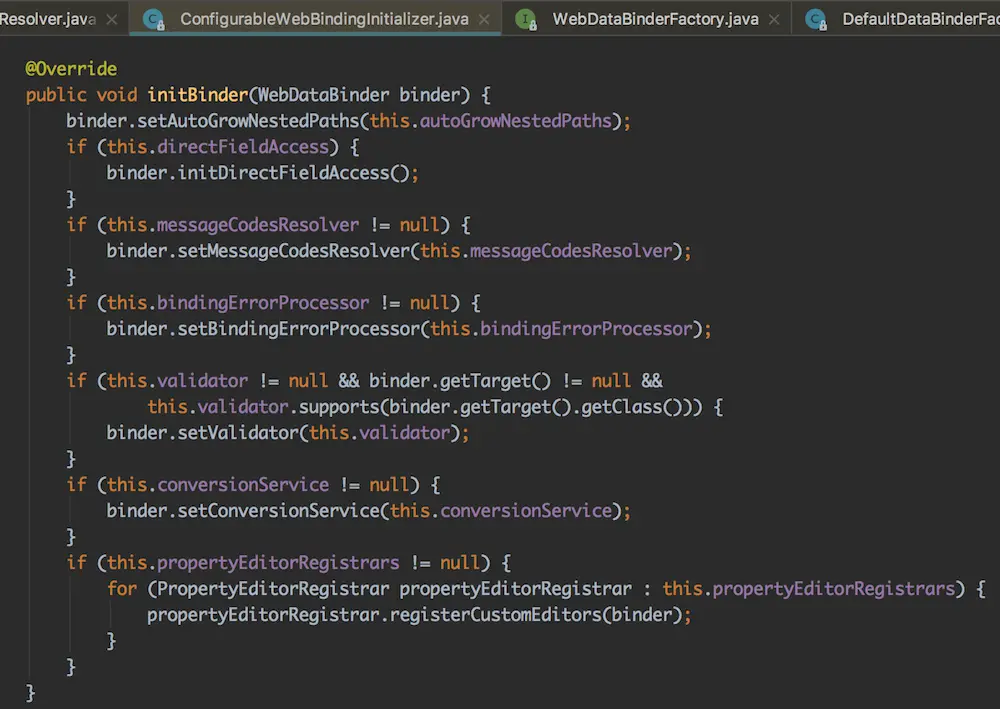 Resolver.java
ConfigurableWebBindingInitializer.java
WebDataBinderFactory.java
DefaultDataBinderFac
@Override
public void initBinder(WebDataBinder binder) {
    binder.setAutoGrowNestedPaths(this.autoGrowNestedPaths);
    if (this.directFieldAccess) {
        binder.initDirectFieldAccess();
    }
    if (this.messageCodesResolver != null) {
        binder.setMessageCodesResolver(this.messageCodesResolver);
    }
    if (this.bindingErrorProcessor != null) {
        binder.setBindingErrorProcessor(this.bindingErrorProcessor);
    }
    if (this.validator != null && binder.getTarget() != null &&
            this.validator.supports(binder.getTarget().getClass())) {
        binder.setValidator(this.validator);
    }
    if (this.conversionService != null) {
        binder.setConversionService(this.conversionService);
    }
    if (this.propertyEditorRegistrars != null) {
        for (PropertyEditorRegistrar propertyEditorRegistrar : this.propertyEditorRegistrars) {
            propertyEditorRegistrar.registerCustomEditors(binder);
        }
    }
}